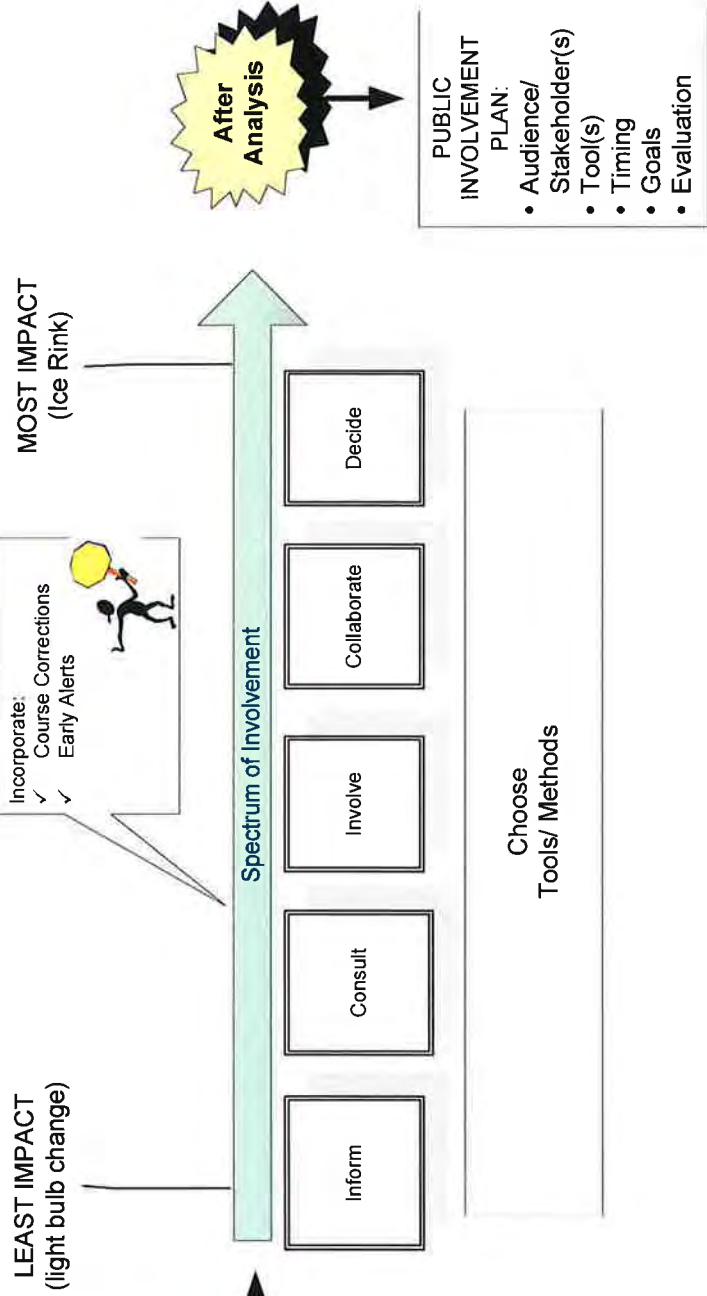 LEAST IMPACT
(light bulb change)
Incorporate:
✓ Course Corrections
✓ Early Alerts
MOST IMPACT
(Ice Rink)
Spectrum of Involvement
Inform
Consult
Involve
Collaborate
Decide
Choose
Tools/ Methods
After
Analysis
PUBLIC
INVOLVEMENT
PLAN:
• Audience/
Stakeholder(s)
• Tool(s)
• Timing
• Goals
• Evaluation